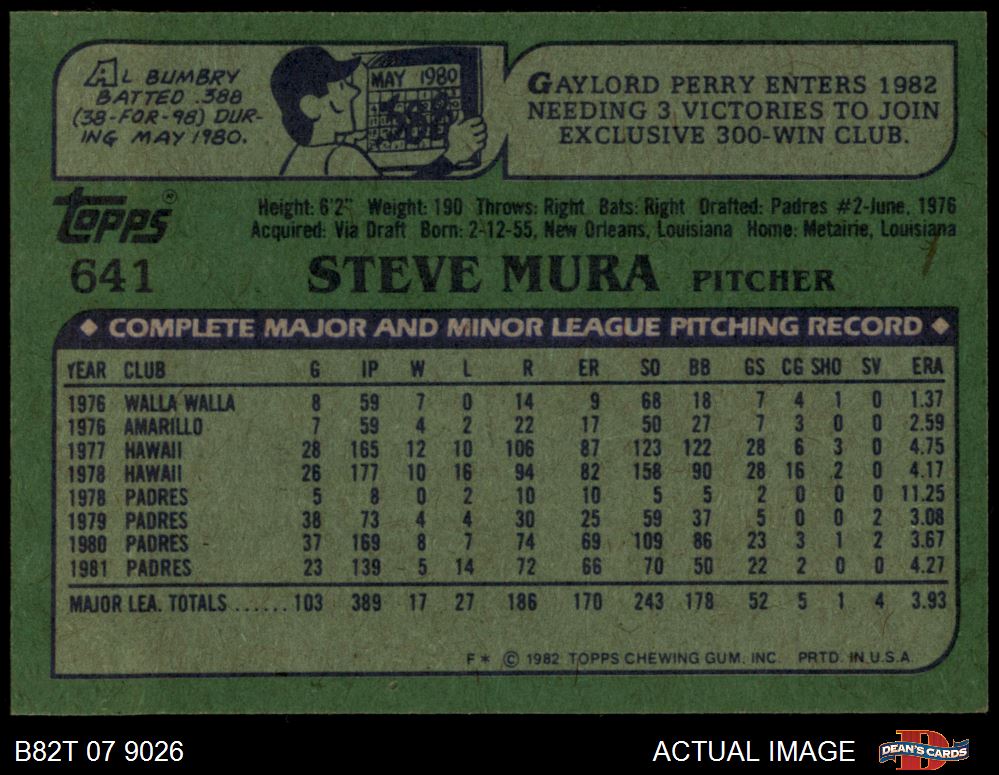 AL BUMBRY
BATTED .388
(38-FOR-98) DUR-
ING MAY 1980.
MAY 1980
.388
GAYLORD PERRY ENTERS 1982
NEEDING 3 VICTORIES TO JOIN
EXCLUSIVE 300-WIN CLUB.
topps®
Height: 6'2" Weight: 190 Throws: Right Bats: Right Drafted: Padres #2-June, 1976
Acquired: Via Draft Born: 2-12-55, New Orleans, Louisiana Home: Metairie, Louisiana
641 STEVE MURA PITCHER
◆ COMPLETE MAJOR AND MINOR LEAGUE PITCHING RECORD ◆
YEAR CLUB G IP W L R ER SO BB GS CG SHO SV ERA
1976 WALLA WALLA 8 59 7 0 14 9 68 18 7 4 1 0 1.37
1976 AMARILLO 7 59 4 2 22 17 50 27 7 3 0 0 2.59
1977 HAWAII 28 165 12 10 106 87 123 122 28 6 3 0 4.75
1978 HAWAII 26 177 10 16 94 82 158 90 28 16 2 0 4.17
1978 PADRES 5 8 0 2 10 10 5 5 2 0 0 0 11.25
1979 PADRES 38 73 4 4 30 25 59 37 5 0 0 2 3.08
1980 PADRES 37 169 8 7 74 69 109 86 23 3 1 2 3.67
1981 PADRES 23 139 5 14 72 66 70 50 22 2 0 0 4.27
MAJOR LEA. TOTALS ...... 103 389 17 27 186 170 243 178 52 5 1 4 3.93
F* © 1982 TOPPS CHEWING GUM, INC. PRTD. IN U.S.A.
B82T 07 9026 ACTUAL IMAGE DEAN'S CARDS